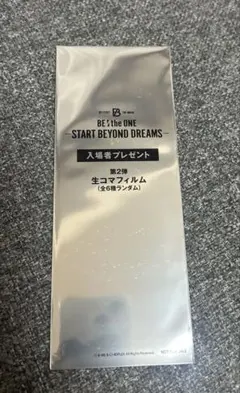 BE:the ONE
-START BEYOND DREAMS-
入場者プレゼント
第2弾
生コマフィルム
(全6種ランダム)